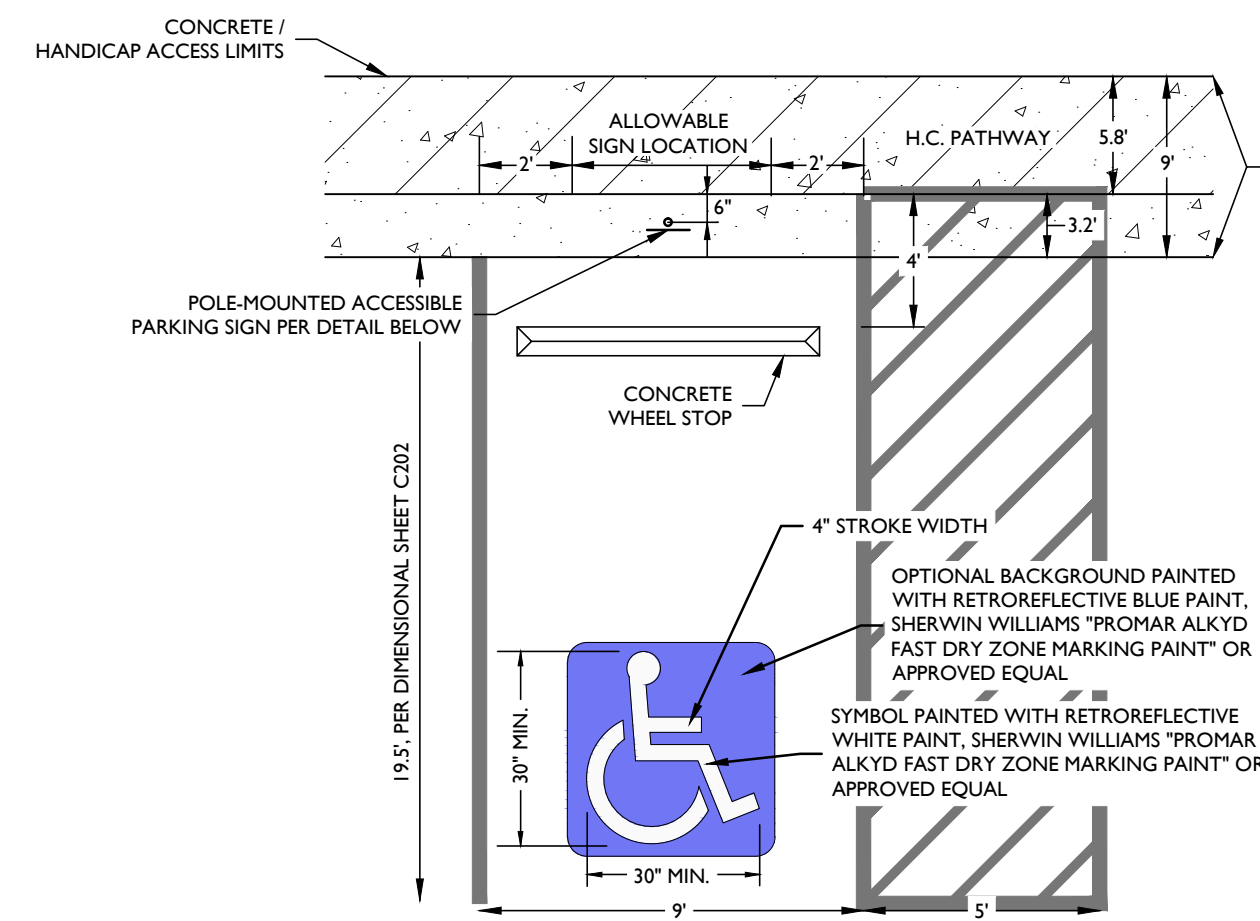 CONCRETE /
HANDICAP ACCESS LIMITS
ALLOWABLE
SIGN LOCATION
H.C. PATHWAY
5.8'
9'
2'
2'
6"
3.2'
4'
POLE-MOUNTED ACCESSIBLE
PARKING SIGN PER DETAIL BELOW
CONCRETE
WHEEL STOP
19.5', PER DIMENSIONAL SHEET C202
4" STROKE WIDTH
OPTIONAL BACKGROUND PAINTED
WITH RETROREFLECTIVE BLUE PAINT,
SHERWIN WILLIAMS "PROMAR ALKYD
FAST DRY ZONE MARKING PAINT" OR
APPROVED EQUAL
SYMBOL PAINTED WITH RETROREFLECTIVE
WHITE PAINT, SHERWIN WILLIAMS "PROMAR
ALKYD FAST DRY ZONE MARKING PAINT" OR
APPROVED EQUAL
30" MIN.
30" MIN.
9'
5'